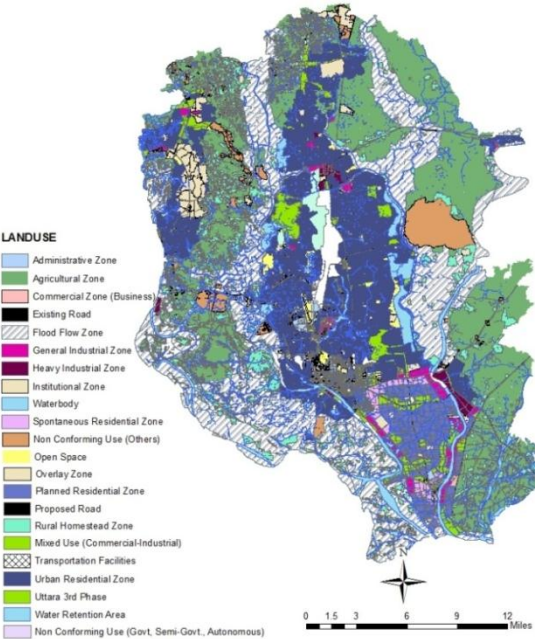 LANDUSE
Administrative Zone
Agricultural Zone
Commercial Zone (Business)
Existing Road
Flood Flow Zone
General Industrial Zone
Heavy Industrial Zone
Institutional Zone
Waterbody
Spontaneous Residential Zone
Non Conforming Use (Others)
Open Space
Overlay Zone
Planned Residential Zone
Proposed Road
Rural Homestead Zone
Mixed Use (Commercial-Industrial)
Transportation Facilities
Urban Residential Zone
Uttara 3rd Phase
Water Retention Area
Non Conforming Use (Govt, Semi-Govt., Autonomous)
N
0 1.5 3 6 9 12
Miles